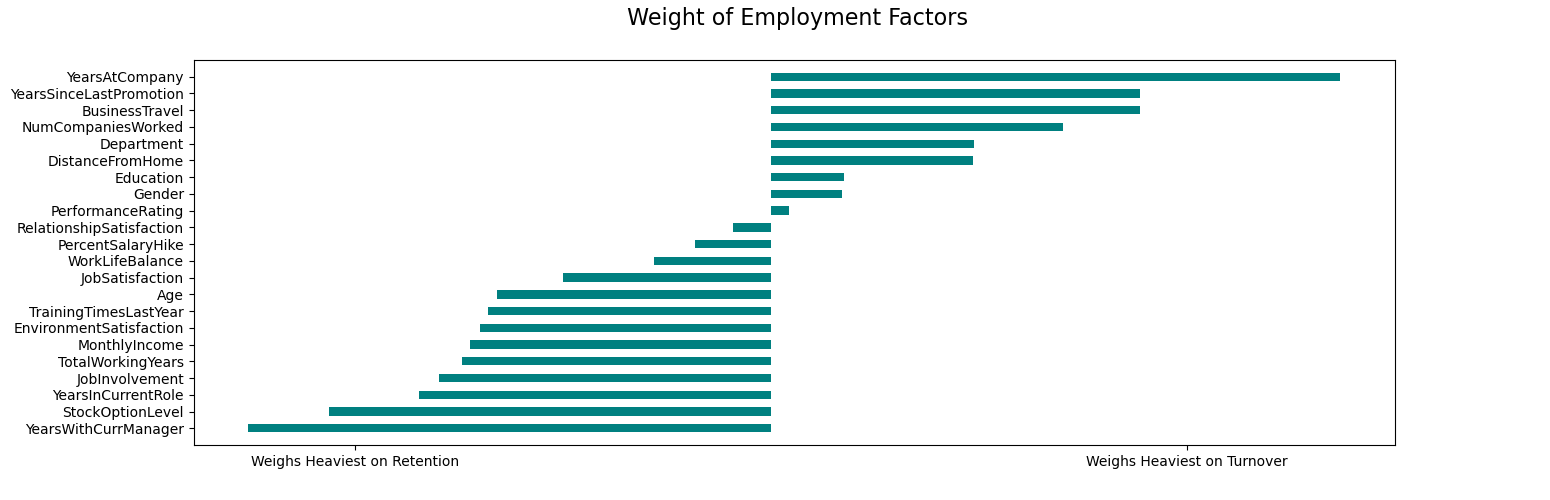 Weight of Employment Factors
YearsAtCompany
YearsSinceLastPromotion
BusinessTravel
NumCompaniesWorked
Department
DistanceFromHome
Education
Gender
PerformanceRating
RelationshipSatisfaction
PercentSalaryHike
WorkLifeBalance
JobSatisfaction
Age
TrainingTimesLastYear
EnvironmentSatisfaction
MonthlyIncome
TotalWorkingYears
JobInvolvement
YearsInCurrentRole
StockOptionLevel
YearsWithCurrManager
Weighs Heaviest on Retention
Weighs Heaviest on Turnover